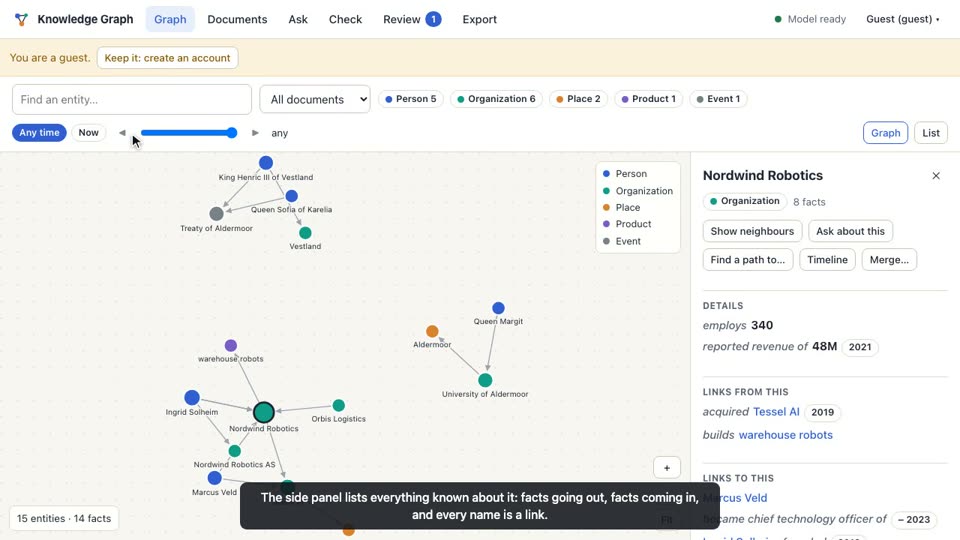 Knowledge Graph
Graph
Documents
Ask
Check
Review 1
Export
Model ready
Guest (guest)
You are a guest.
Keep it: create an account
Find an entity...
All documents
Person 5
Organization 6
Place 2
Product 1
Event 1
Any time
Now
any
Graph
List
King Henric III of Vestland
Queen Sofia of Karelia
Treaty of Aldermoor
Vestland
Person
Organization
Place
Product
Event
Queen Margit
Aldermoor
University of Aldermoor
warehouse robots
Ingrid Solheim
Orbis Logistics
Nordwind Robotics
Nordwind Robotics AS
Marcus Veld
+
Fit
15 entities · 14 facts
Nordwind Robotics
Organization
8 facts
Show neighbours
Ask about this
Find a path to...
Timeline
Merge...
DETAILS
employs 340
reported revenue of 48M 2021
LINKS FROM THIS
acquired Tessel AI 2019
builds warehouse robots
LINKS TO THIS
Marcus Veld
became chief technology officer of – 2023
The side panel lists everything known about it: facts going out, facts coming in,
and every name is a link.